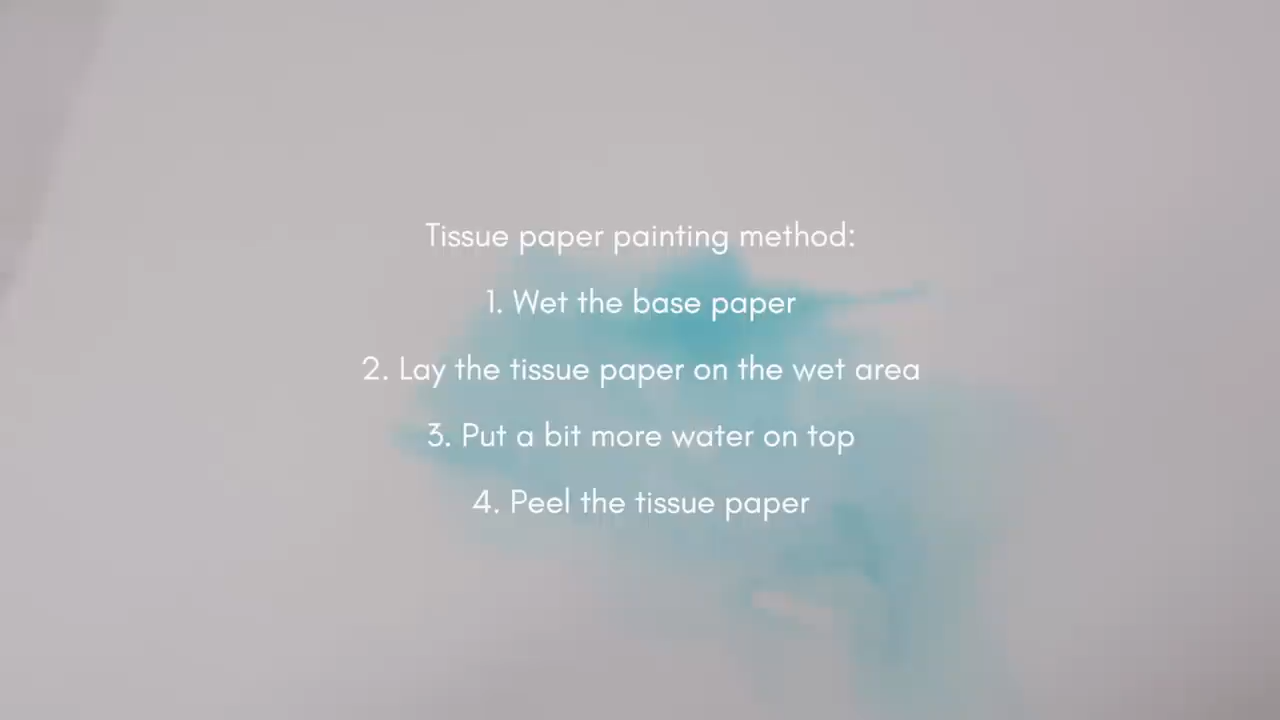 Tissue paper painting method:
1. Wet the base paper
2. Lay the tissue paper on the wet area
3. Put a bit more water on top
4. Peel the tissue paper